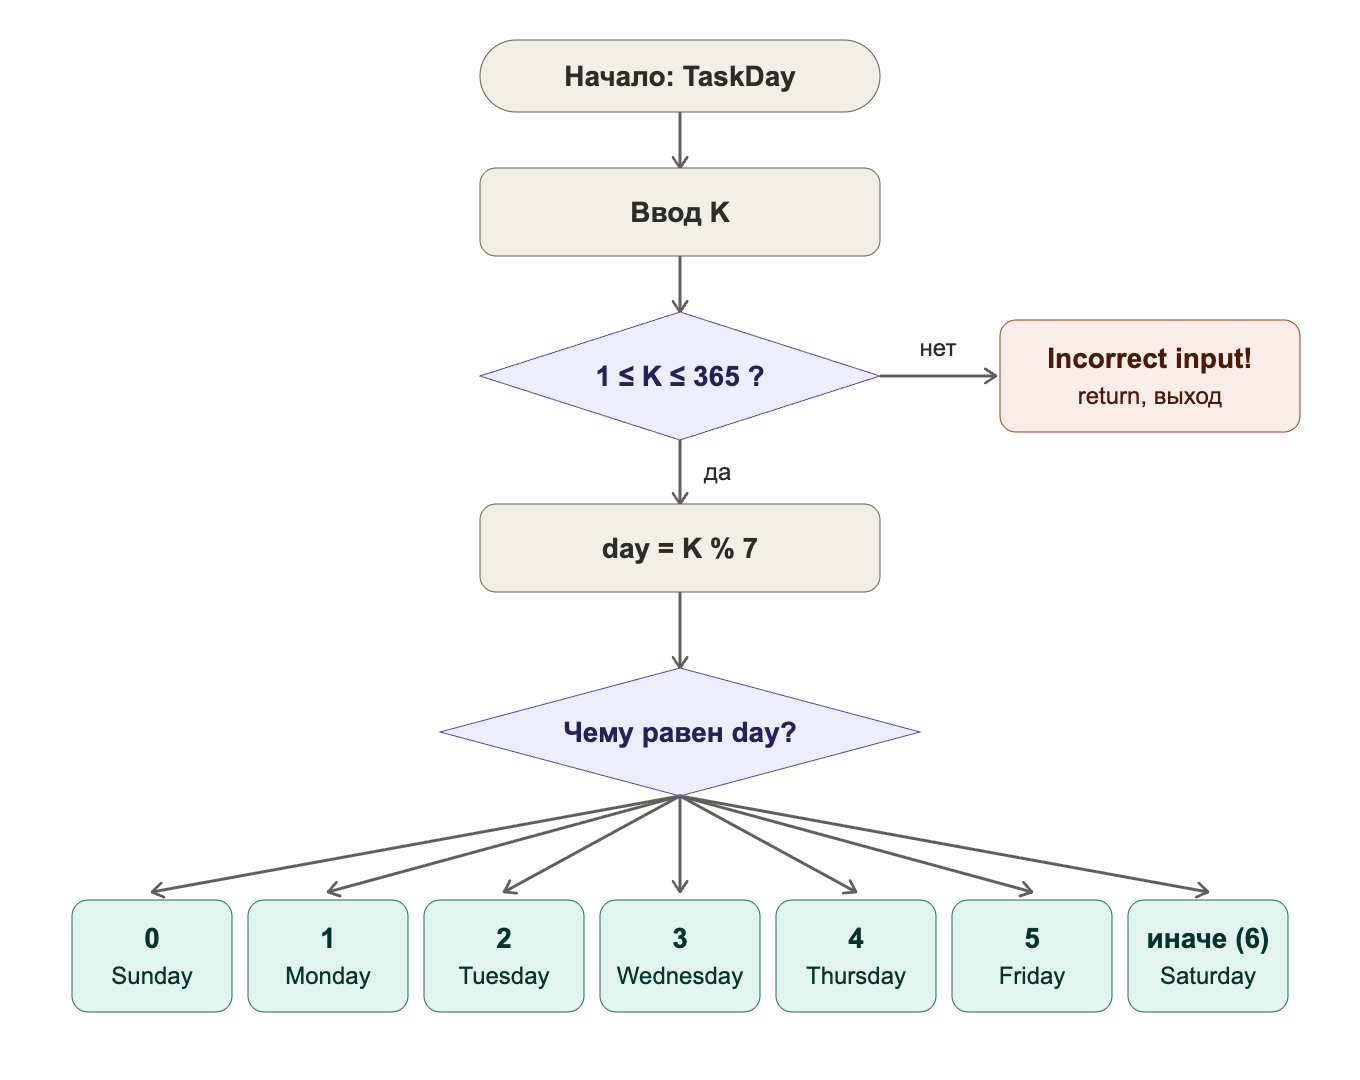 Начало: TaskDay
Ввод K
1 ≤ K ≤ 365 ?
нет
Incorrect input!
return, выход
да
day = K % 7
Чему равен day?
0
Sunday
1
Monday
2
Tuesday
3
Wednesday
4
Thursday
5
Friday
иначе (6)
Saturday